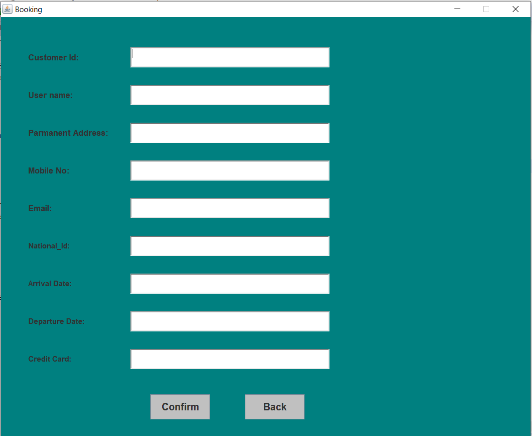 Booking
Customer Id:
User name:
Parmanent Address:
Mobile No:
Email:
National_Id:
Arrival Date:
Departure Date:
Credit Card:
Confirm Back